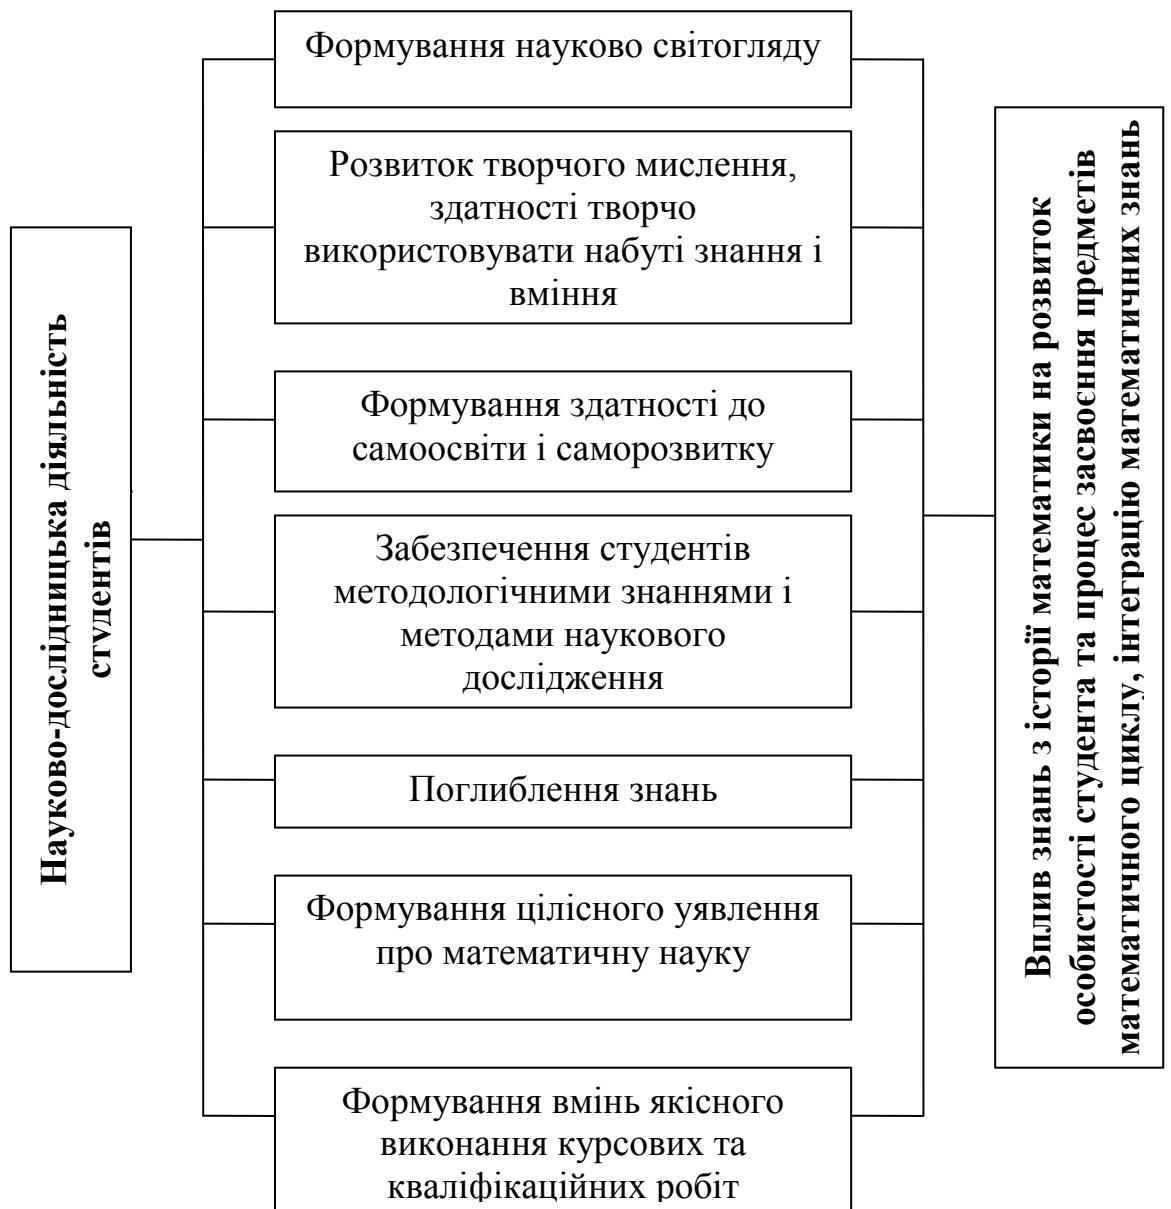 Формування науково світогляду
Розвиток творчого мислення,
здатності творчо
використовувати набуті знання і
вміння
Формування здатності до
самоосвіти і саморозвитку
Забезпечення студентів
методологічними знаннями і
методами наукового
дослідження
Поглиблення знань
Формування цілісного уявлення
про математичну науку
Формування вмінь якісного
виконання курсових та
кваліфікаційних робіт
Науково-дослідницька діяльність
студентів
Вплив знань з історії математики на розвиток
особистості студента та процес засвоєння предметів
математичного циклу, інтеграцію математичних знань